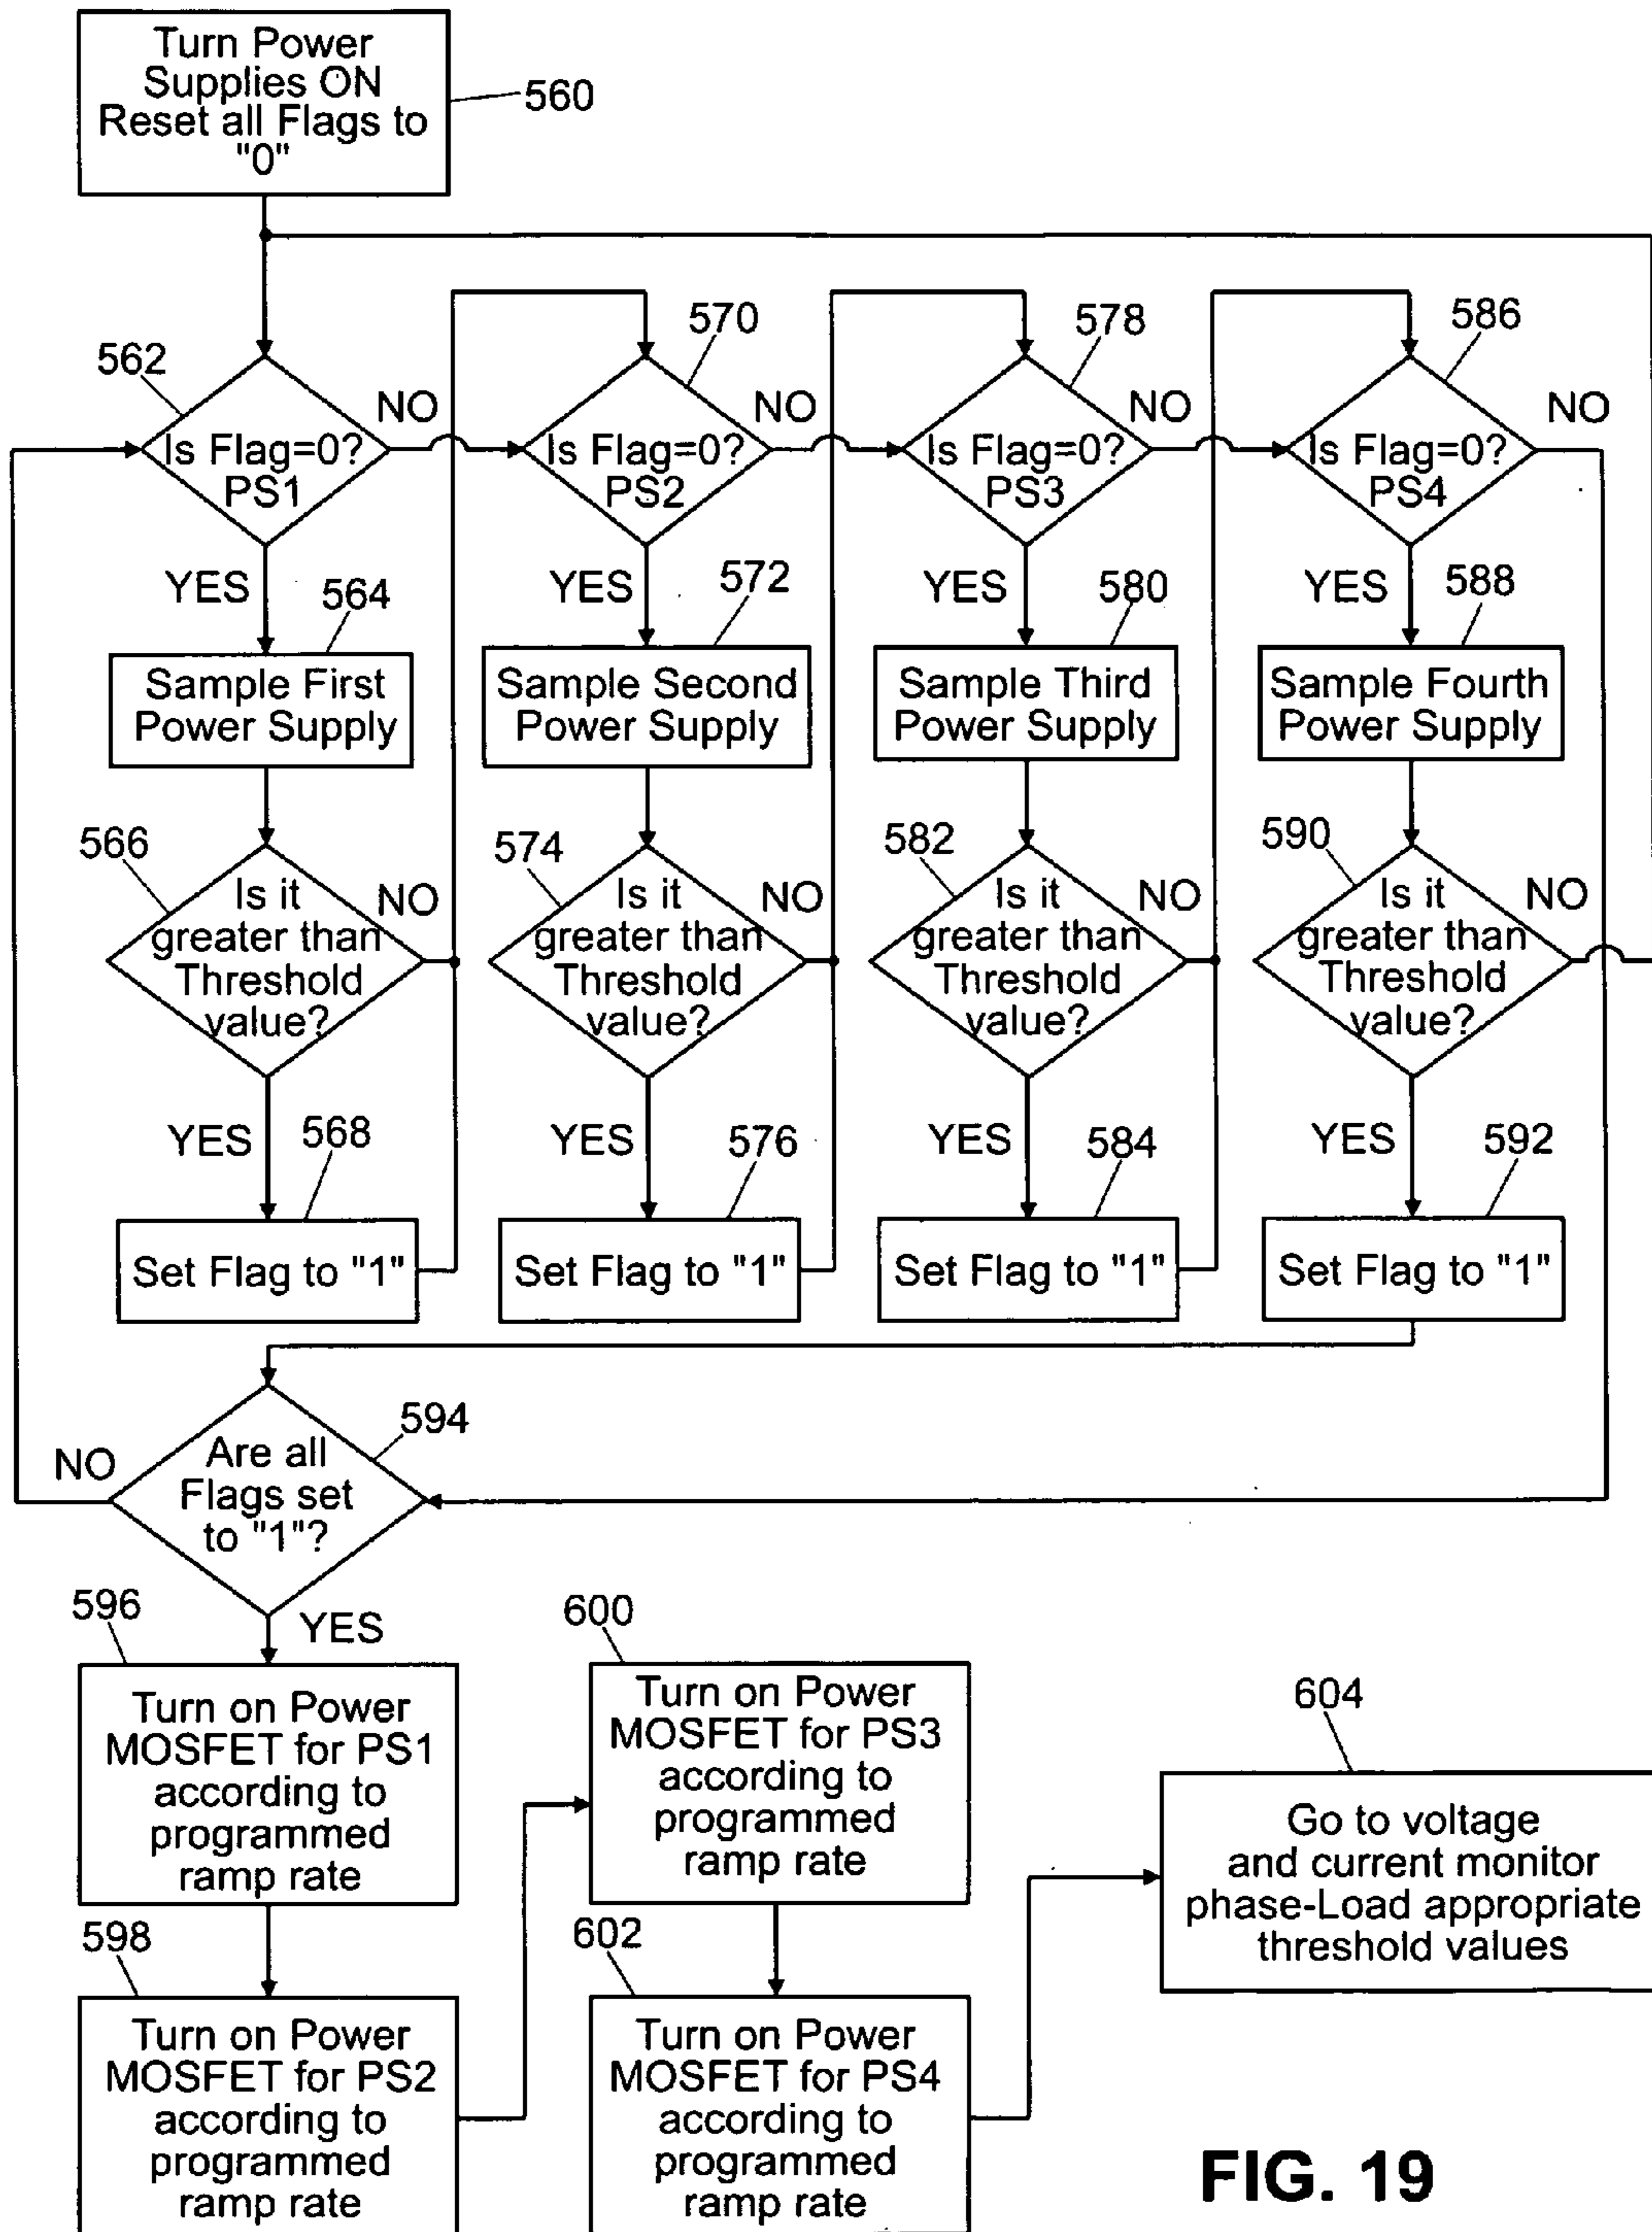 Turn Power
Supplies ON
Reset all Flags to
"0"
560
562
Is Flag=0?
PS1
NO
YES
570
Is Flag=0?
PS2
NO
YES
578
Is Flag=0?
PS3
NO
YES
586
Is Flag=0?
PS4
NO
YES
564
Sample First
Power Supply
572
Sample Second
Power Supply
580
Sample Third
Power Supply
588
Sample Fourth
Power Supply
566
Is it
greater than
Threshold
value?
NO
YES
574
Is it
greater than
Threshold
value?
NO
YES
582
Is it
greater than
Threshold
value?
NO
YES
590
Is it
greater than
Threshold
value?
NO
YES
568
Set Flag to "1"
576
Set Flag to "1"
584
Set Flag to "1"
592
Set Flag to "1"
594
Are all
Flags set
to "1"?
NO
YES
596
Turn on Power
MOSFET for PS1
according to
programmed
ramp rate
598
Turn on Power
MOSFET for PS2
according to
programmed
ramp rate
600
Turn on Power
MOSFET for PS3
according to
programmed
ramp rate
602
Turn on Power
MOSFET for PS4
according to
programmed
ramp rate
604
Go to voltage
and current monitor
phase-Load appropriate
threshold values
FIG. 19